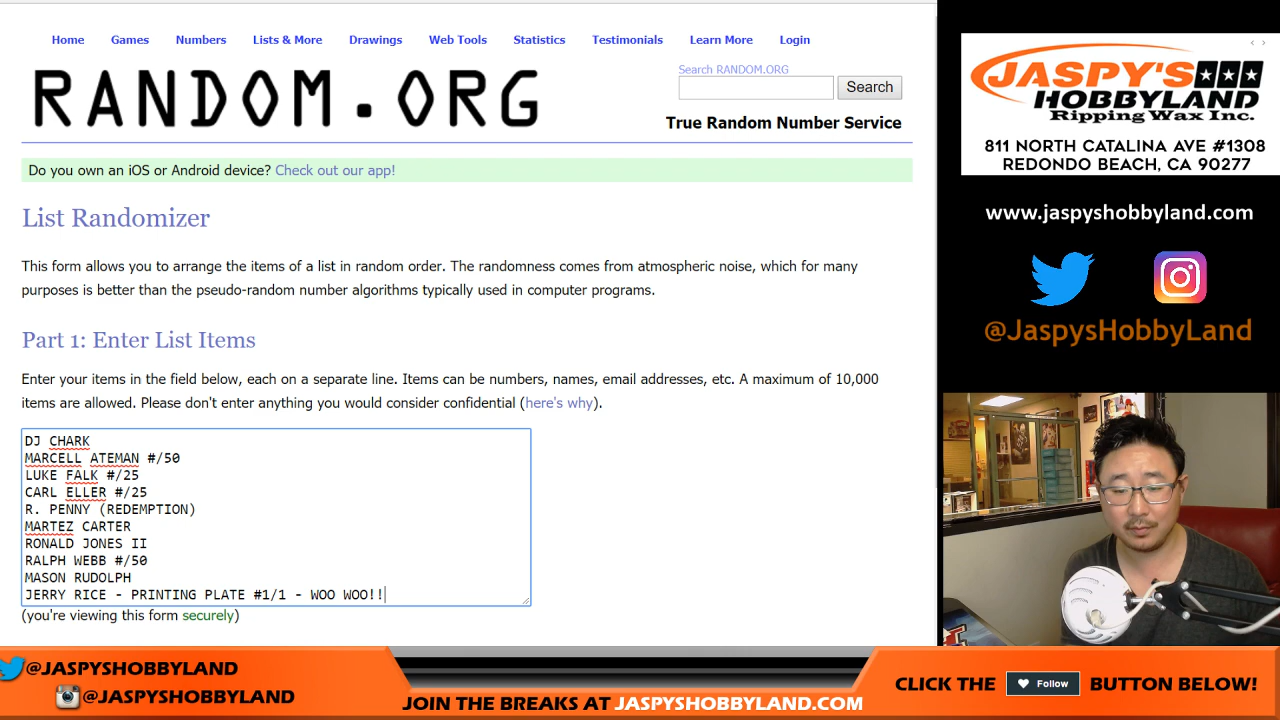 Home Games Numbers Lists & More Drawings Web Tools Statistics Testimonials Learn More Login
RANDOM.ORG
Search RANDOM.ORG
Search
True Random Number Service
Do you own an iOS or Android device? Check out our app!
List Randomizer
This form allows you to arrange the items of a list in random order. The randomness comes from atmospheric noise, which for many
purposes is better than the pseudo-random number algorithms typically used in computer programs.
Part 1: Enter List Items
Enter your items in the field below, each on a separate line. Items can be numbers, names, email addresses, etc. A maximum of 10,000
items are allowed. Please don't enter anything you would consider confidential (here's why).
DJ CHARK
MARCELL ATEMAN #/50
LUKE FALK #/25
CARL ELLER #/25
R. PENNY (REDEMPTION)
MARTEZ CARTER
RONALD JONES II
RALPH WEBB #/50
MASON RUDOLPH
JERRY RICE - PRINTING PLATE #1/1 - WOO WOO!!
(you're viewing this form securely)
JASPY'S
HOBBYLAND
Ripping Wax Inc.
811 NORTH CATALINA AVE #1308
REDONDO BEACH, CA 90277
www.jaspyshobbyland.com
@JaspysHobbyLand
@JASPYSHOBBYLAND
@JASPYSHOBBYLAND
JOIN THE BREAKS AT JASPYSHOBBYLAND.COM
CLICK THE Follow BUTTON BELOW!